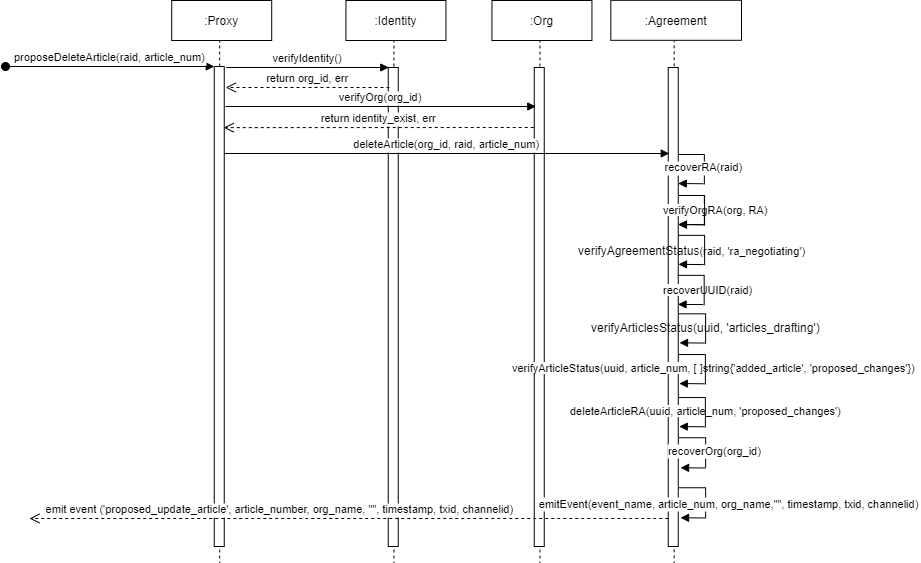 :Proxy
:Identity
:Org
:Agreement
proposeDeleteArticle(raid, article_num)
verifyIdentity()
return org_id, err
verifyOrg(org_id)
return identity_exist, err
deleteArticle(org_id, raid, article_num)
recoverRA(raid)
verifyOrgRA(org, RA)
verifyAgreementStatus(raid, 'ra_negotiating')
recoverUUID(raid)
verifyArticlesStatus(uuid, 'articles_drafting')
verifyArticleStatus(uuid, article_num, [ ]string{'added_article', 'proposed_changes'})
deleteArticleRA(uuid, article_num, 'proposed_changes')
recoverOrg(org_id)
emitEvent(event_name, article_num, org_name,"", timestamp, txid, channelid)
emit event ('proposed_update_article', article_number, org_name, "", timestamp, txid, channelid)